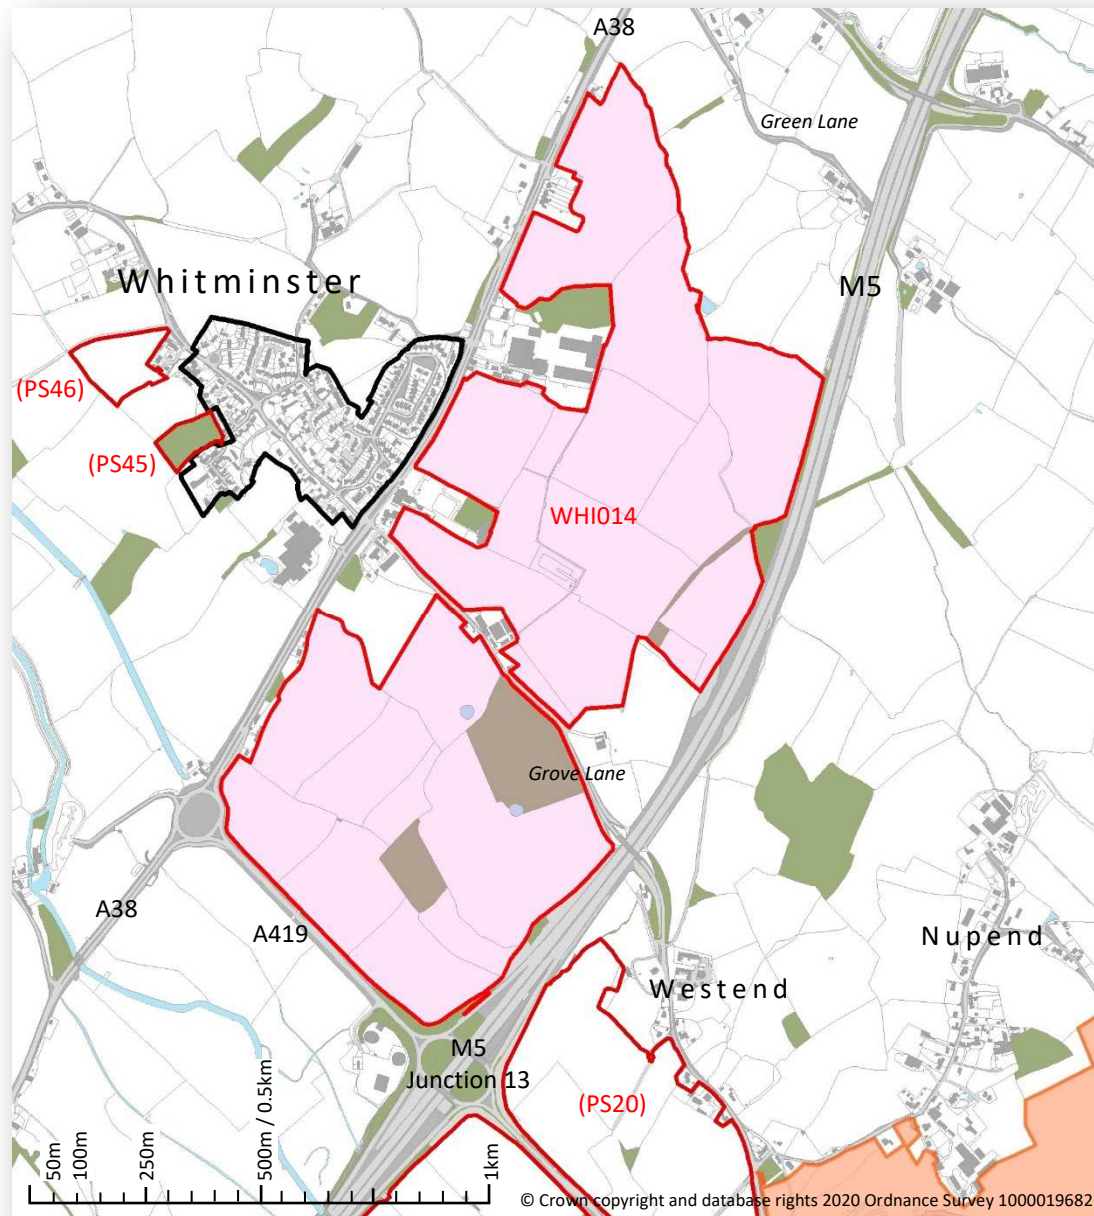 A38
Green Lane
Whitminster
M5
(PS46)
(PS45)
WHI014
Grove Lane
A38
A419
Nupend
Westend
M5
Junction 13
(PS20)
50m
100m
250m
500m / 0.5km
1km
© Crown copyright and database rights 2020 Ordnance Survey 1000019682